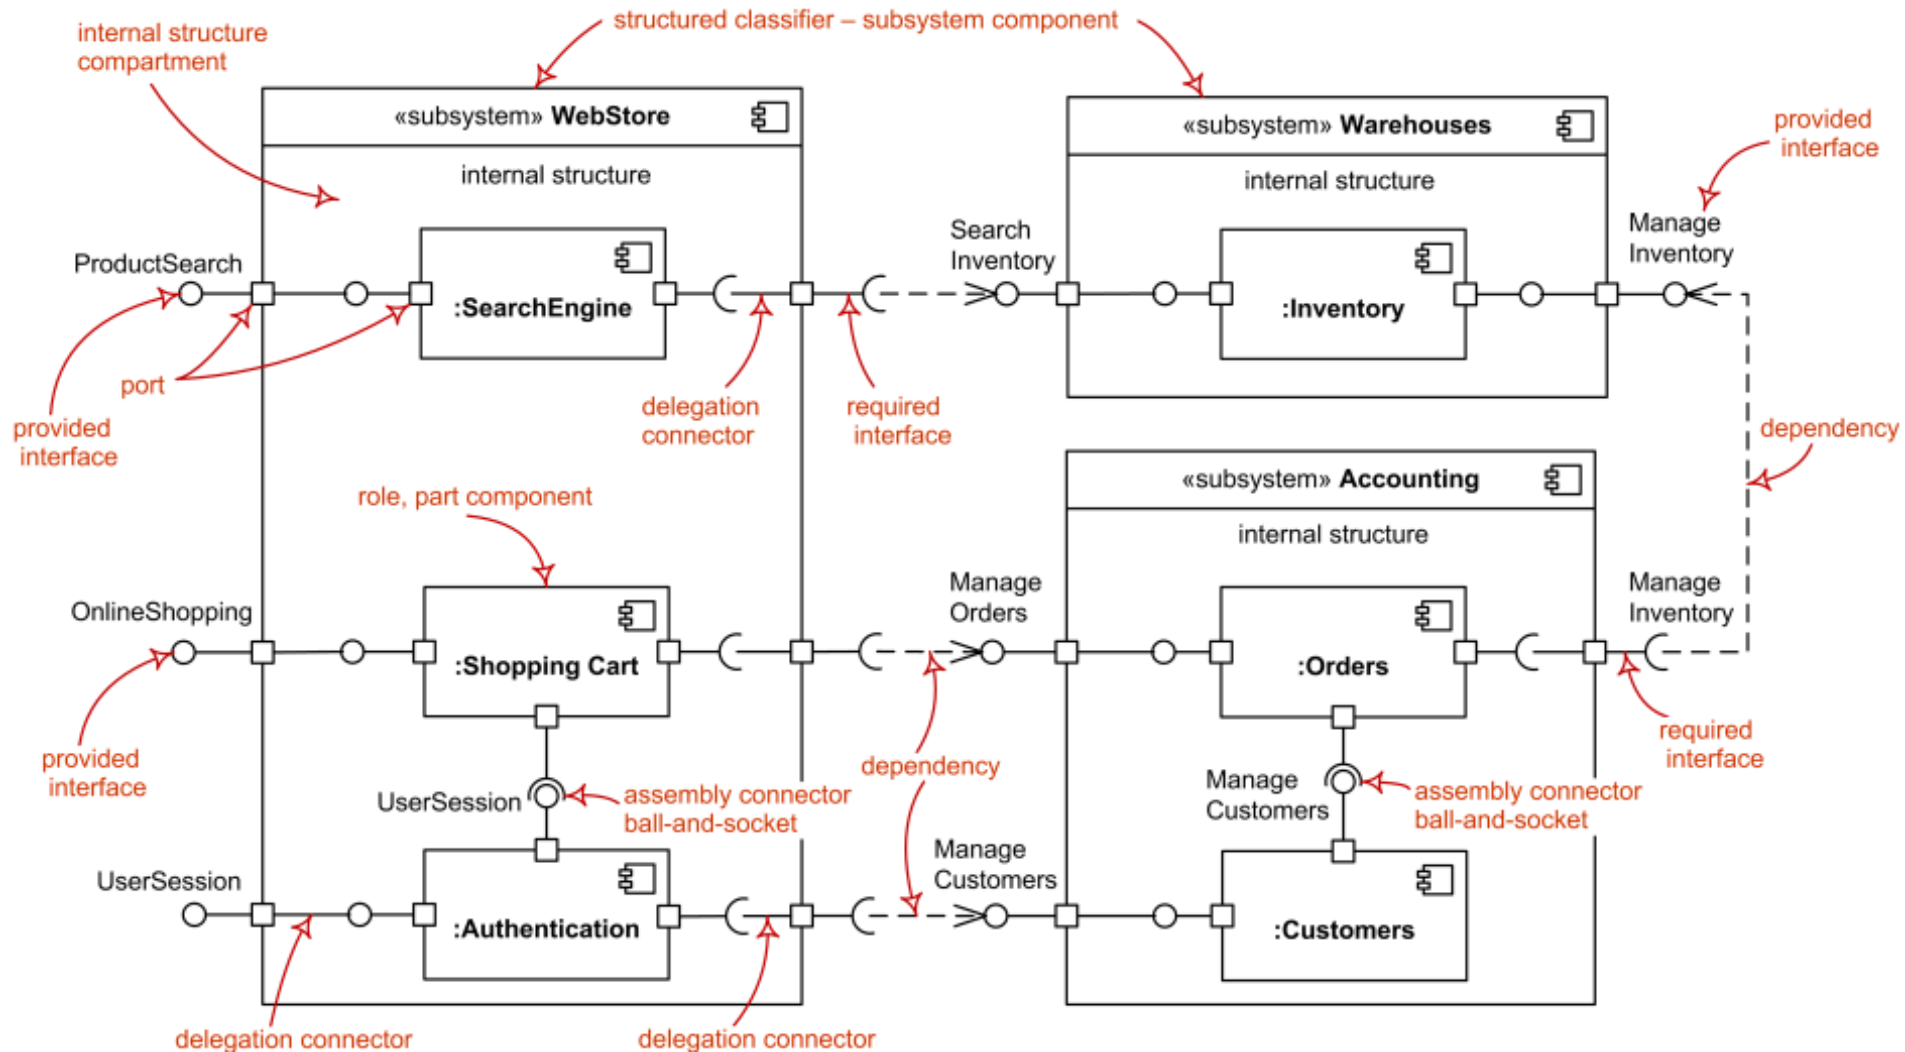 structured classifier – subsystem component
internal structure
compartment
«subsystem» WebStore
«subsystem» Warehouses
provided
interface
internal structure
internal structure
ProductSearch
:SearchEngine
Search
Inventory
:Inventory
Manage
Inventory
port
provided
interface
delegation
connector
required
interface
dependency
«subsystem» Accounting
internal structure
role, part component
OnlineShopping
:Shopping Cart
Manage
Orders
:Orders
Manage
Inventory
provided
interface
dependency
required
interface
UserSession
assembly connector
ball-and-socket
Manage
Customers
assembly connector
ball-and-socket
UserSession
:Authentication
Manage
Customers
:Customers
delegation connector
delegation connector